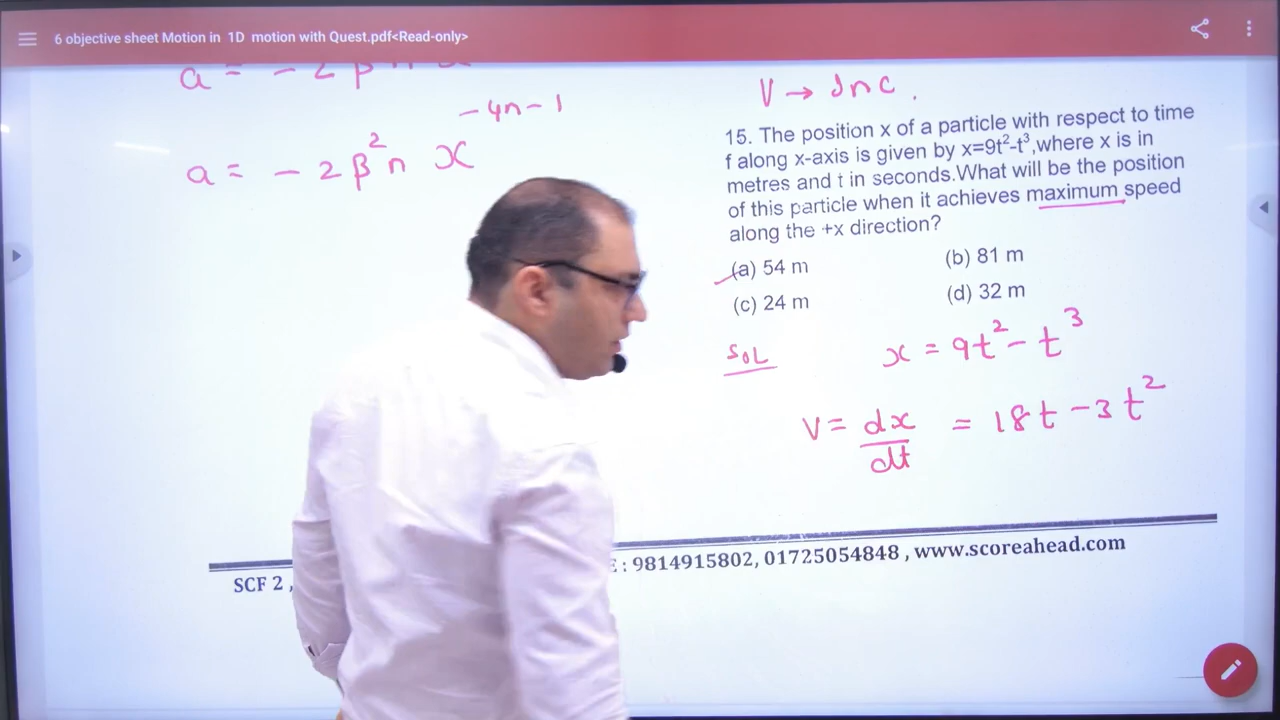 6 objective sheet Motion in 1D motion with Quest.pdf<Read-only>
a = - 2 β
a = - 2 β² n x^{-4n-1}
V → Inc.
15. The position x of a particle with respect to time
f along x-axis is given by x=9t²-t³,where x is in
metres and t in seconds.What will be the position
of this particle when it achieves maximum speed
along the +x direction?
(a) 54 m
(b) 81 m
(c) 24 m
(d) 32 m
SOL
x = 9t² - t³
V = dx/dt = 18t - 3t²
SCF 2 ,
: 9814915802, 01725054848 , www.scoreahead.com